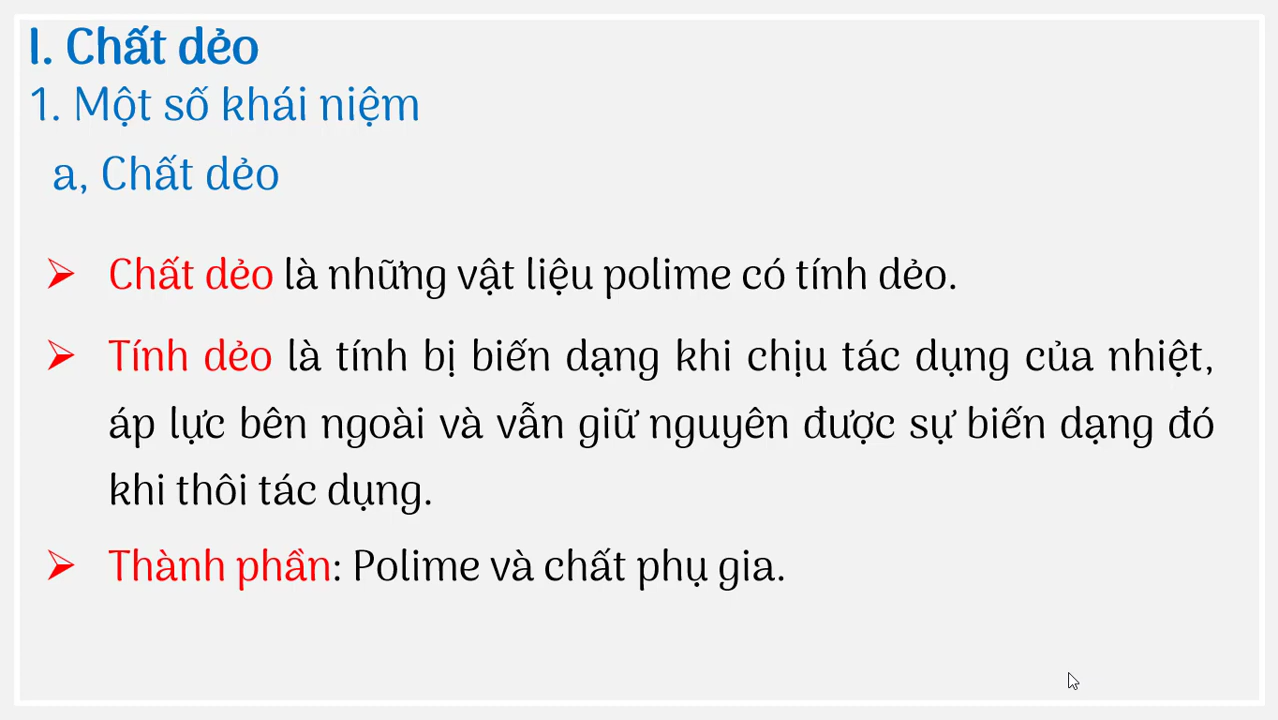 I. Chất dẻo
1. Một số khái niệm
a, Chất dẻo
➢ Chất dẻo là những vật liệu polime có tính dẻo.
➢ Tính dẻo là tính bị biến dạng khi chịu tác dụng của nhiệt,
áp lực bên ngoài và vẫn giữ nguyên được sự biến dạng đó
khi thôi tác dụng.
➢ Thành phần: Polime và chất phụ gia.